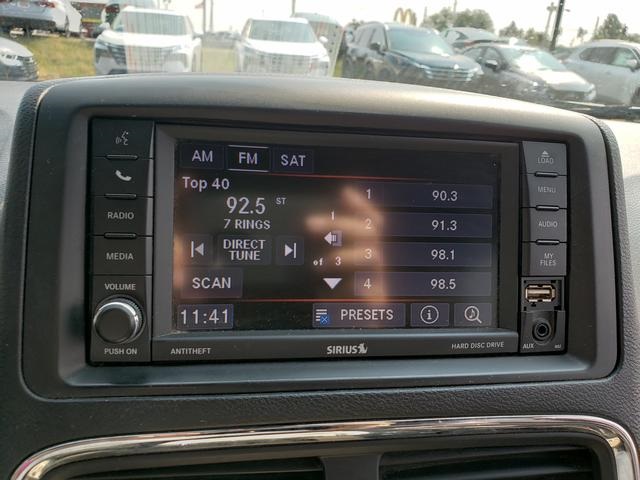 AM FM SAT
Top 40
92.5 ST
7 RINGS
DIRECT
TUNE
SCAN
11:41
1
of 3
1 90.3
2 91.3
3 98.1
4 98.5
PRESETS
RADIO
MEDIA
VOLUME
PUSH ON
ANTITHEFT
SIRIUS
HARD DISC DRIVE
LOAD
MENU
AUDIO
MY
FILES
AUX